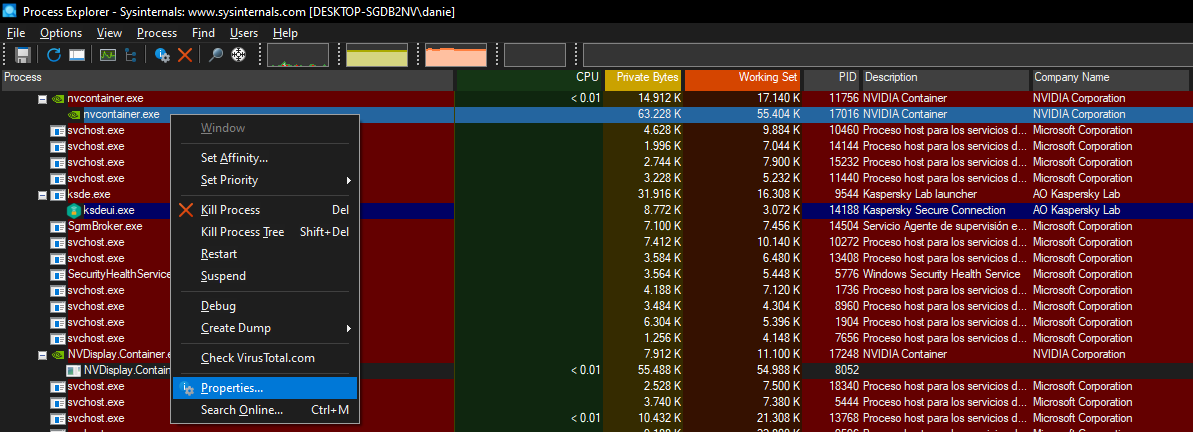 Process Explorer - Sysinternals: www.sysinternals.com [DESKTOP-SGDB2NV\danie]
File Options View Process Find Users Help
Process CPU Private Bytes Working Set PID Description Company Name
nvcontainer.exe < 0.01 14.912 K 17.140 K 11756 NVIDIA Container NVIDIA Corporation
nvcontainer.exe 63.228 K 55.404 K 17016 NVIDIA Container NVIDIA Corporation
svchost.exe 4.628 K 9.884 K 10460 Proceso host para los servicios d... Microsoft Corporation
svchost.exe 1.996 K 7.044 K 14144 Proceso host para los servicios d... Microsoft Corporation
svchost.exe 2.744 K 7.900 K 15232 Proceso host para los servicios d... Microsoft Corporation
svchost.exe 3.228 K 5.232 K 11440 Proceso host para los servicios d... Microsoft Corporation
ksde.exe 31.916 K 16.308 K 9544 Kaspersky Lab launcher AO Kaspersky Lab
ksdeui.exe 8.772 K 3.072 K 14188 Kaspersky Secure Connection AO Kaspersky Lab
SgrmBroker.exe 7.100 K 7.456 K 14504 Servicio Agente de supervisión e... Microsoft Corporation
svchost.exe 7.412 K 10.140 K 10272 Proceso host para los servicios d... Microsoft Corporation
svchost.exe 3.584 K 6.480 K 13408 Proceso host para los servicios d... Microsoft Corporation
SecurityHealthService 3.564 K 5.448 K 5776 Windows Security Health Service Microsoft Corporation
svchost.exe 4.188 K 7.120 K 1736 Proceso host para los servicios d... Microsoft Corporation
svchost.exe 3.484 K 4.304 K 8960 Proceso host para los servicios d... Microsoft Corporation
svchost.exe 6.304 K 5.396 K 1904 Proceso host para los servicios d... Microsoft Corporation
svchost.exe 1.256 K 4.148 K 7656 Proceso host para los servicios d... Microsoft Corporation
NVDisplay.Container.e 7.912 K 11.100 K 17248 NVIDIA Container NVIDIA Corporation
NVDisplay.Contain < 0.01 55.488 K 54.988 K 8052
svchost.exe 2.528 K 7.500 K 18340 Proceso host para los servicios d... Microsoft Corporation
svchost.exe 3.740 K 7.380 K 5444 Proceso host para los servicios d... Microsoft Corporation
svchost.exe < 0.01 10.432 K 21.308 K 13768 Proceso host para los servicios d... Microsoft Corporation
Window
Set Affinity...
Set Priority
Kill Process Del
Kill Process Tree Shift+Del
Restart
Suspend
Debug
Create Dump
Check VirusTotal.com
Properties...
Search Online... Ctrl+M